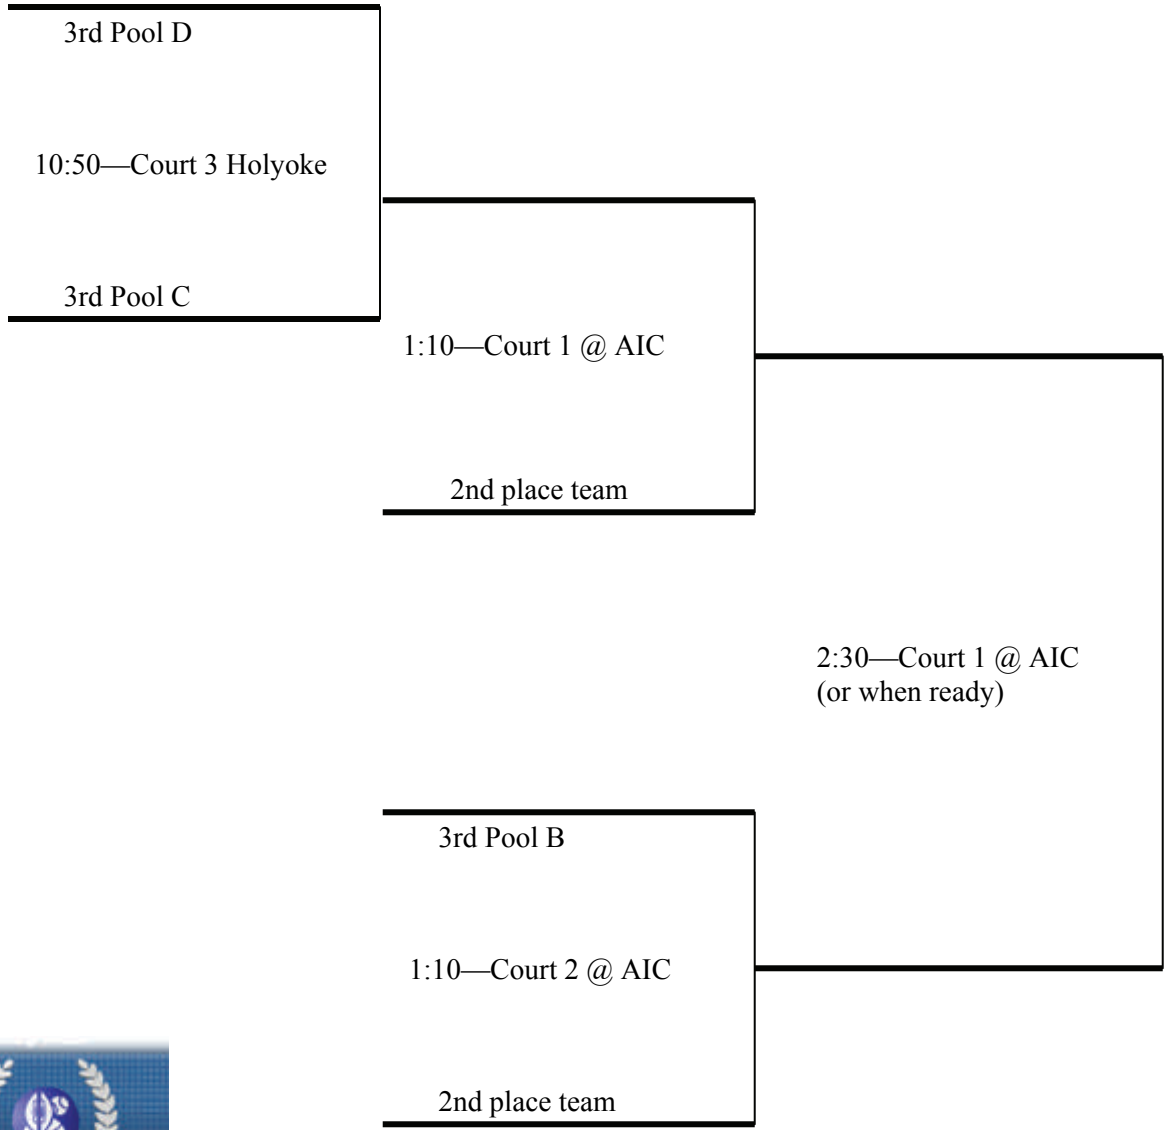 3rd Pool D
10:50—Court 3 Holyoke
3rd Pool C
1:10—Court 1 @ AIC
2nd place team
2:30—Court 1 @ AIC
(or when ready)
3rd Pool B
1:10—Court 2 @ AIC
2nd place team